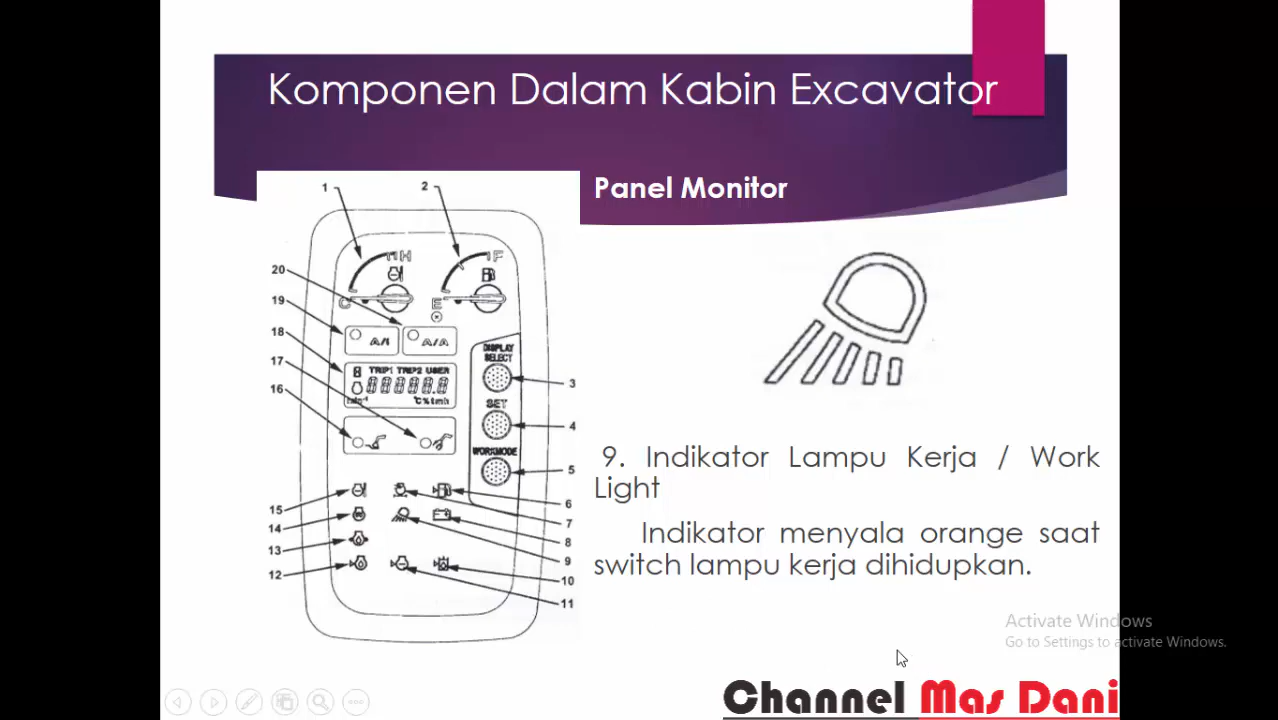 Komponen Dalam Kabin Excavator
Panel Monitor
1
2
H
F
20
C
E
19
A/I
A/A
18
DISPLAY
SELECT
17
TRIP1 TRIP2 USER
3
16
min-1
°C%tmh
SET
4
WORKMODE
5
15
6
14
7
13
8
12
9
10
11
9. Indikator Lampu Kerja / Work
Light
Indikator menyala orange saat
switch lampu kerja dihidupkan.
Activate Windows
Go to Settings to activate Windows.
Channel Mas Dani